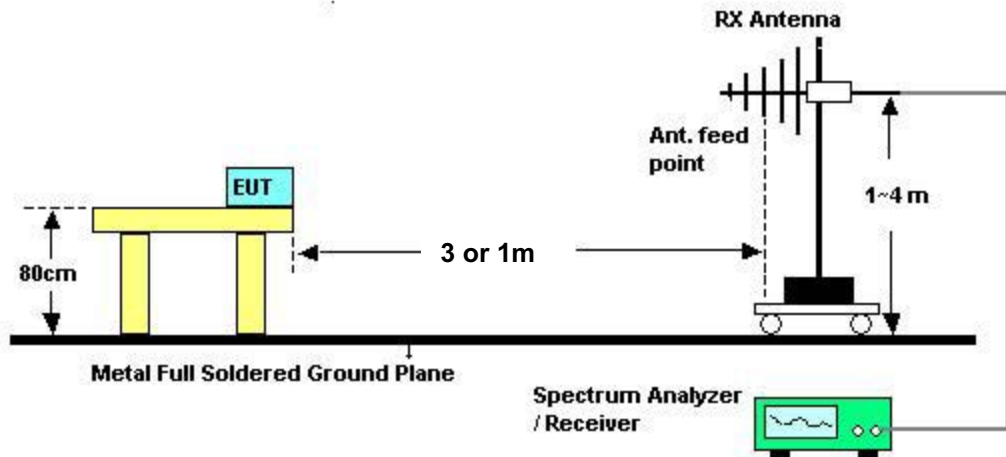 RX Antenna
Ant. feed
point
EUT
1~4 m
3 or 1m
80cm
Metal Full Soldered Ground Plane
Spectrum Analyzer
/ Receiver